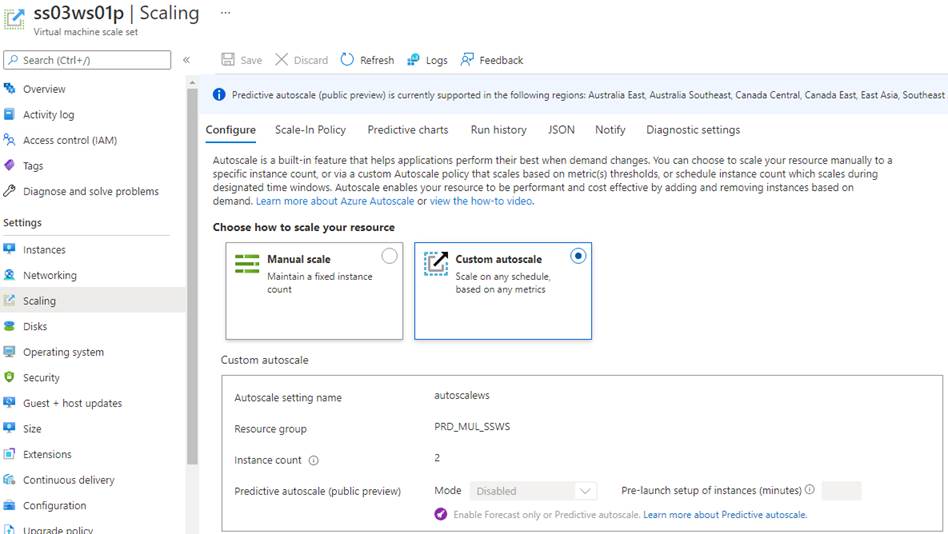 ss03ws01p | Scaling ...
Virtual machine scale set
Search (Ctrl+/)
«
Save
Discard
Refresh
Logs
Feedback
Overview
Activity log
Access control (IAM)
Tags
Diagnose and solve problems
Settings
Instances
Networking
Scaling
Disks
Operating system
Security
Guest + host updates
Size
Extensions
Continuous delivery
Configuration
Upgrade policy
Predictive autoscale (public preview) is currently supported in the following regions: Australia East, Australia Southeast, Canada Central, Canada East, East Asia, Southeast
Configure
Scale-In Policy
Predictive charts
Run history
JSON
Notify
Diagnostic settings
Autoscale is a built-in feature that helps applications perform their best when demand changes. You can choose to scale your resource manually to a
specific instance count, or via a custom Autoscale policy that scales based on metric(s) thresholds, or schedule instance count which scales during
designated time windows. Autoscale enables your resource to be performant and cost effective by adding and removing instances based on
demand. Learn more about Azure Autoscale or view the how-to video.
Choose how to scale your resource
Manual scale
Maintain a fixed instance
count
Custom autoscale
Scale on any schedule,
based on any metrics
Custom autoscale
Autoscale setting name autoscalews
Resource group PRD_MUL_SSWS
Instance count 2
Predictive autoscale (public preview) Mode Disabled Pre-launch setup of instances (minutes)
Enable Forecast only or Predictive autoscale. Learn more about Predictive autoscale.